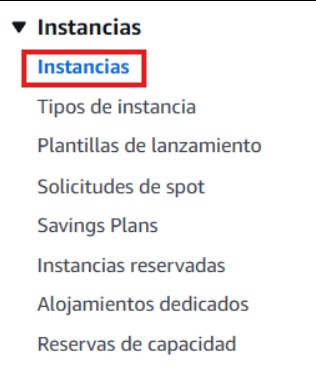 Instancias
Instancias
Tipos de instancia
Plantillas de lanzamiento
Solicitudes de spot
Savings Plans
Instancias reservadas
Alojamientos dedicados
Reservas de capacidad